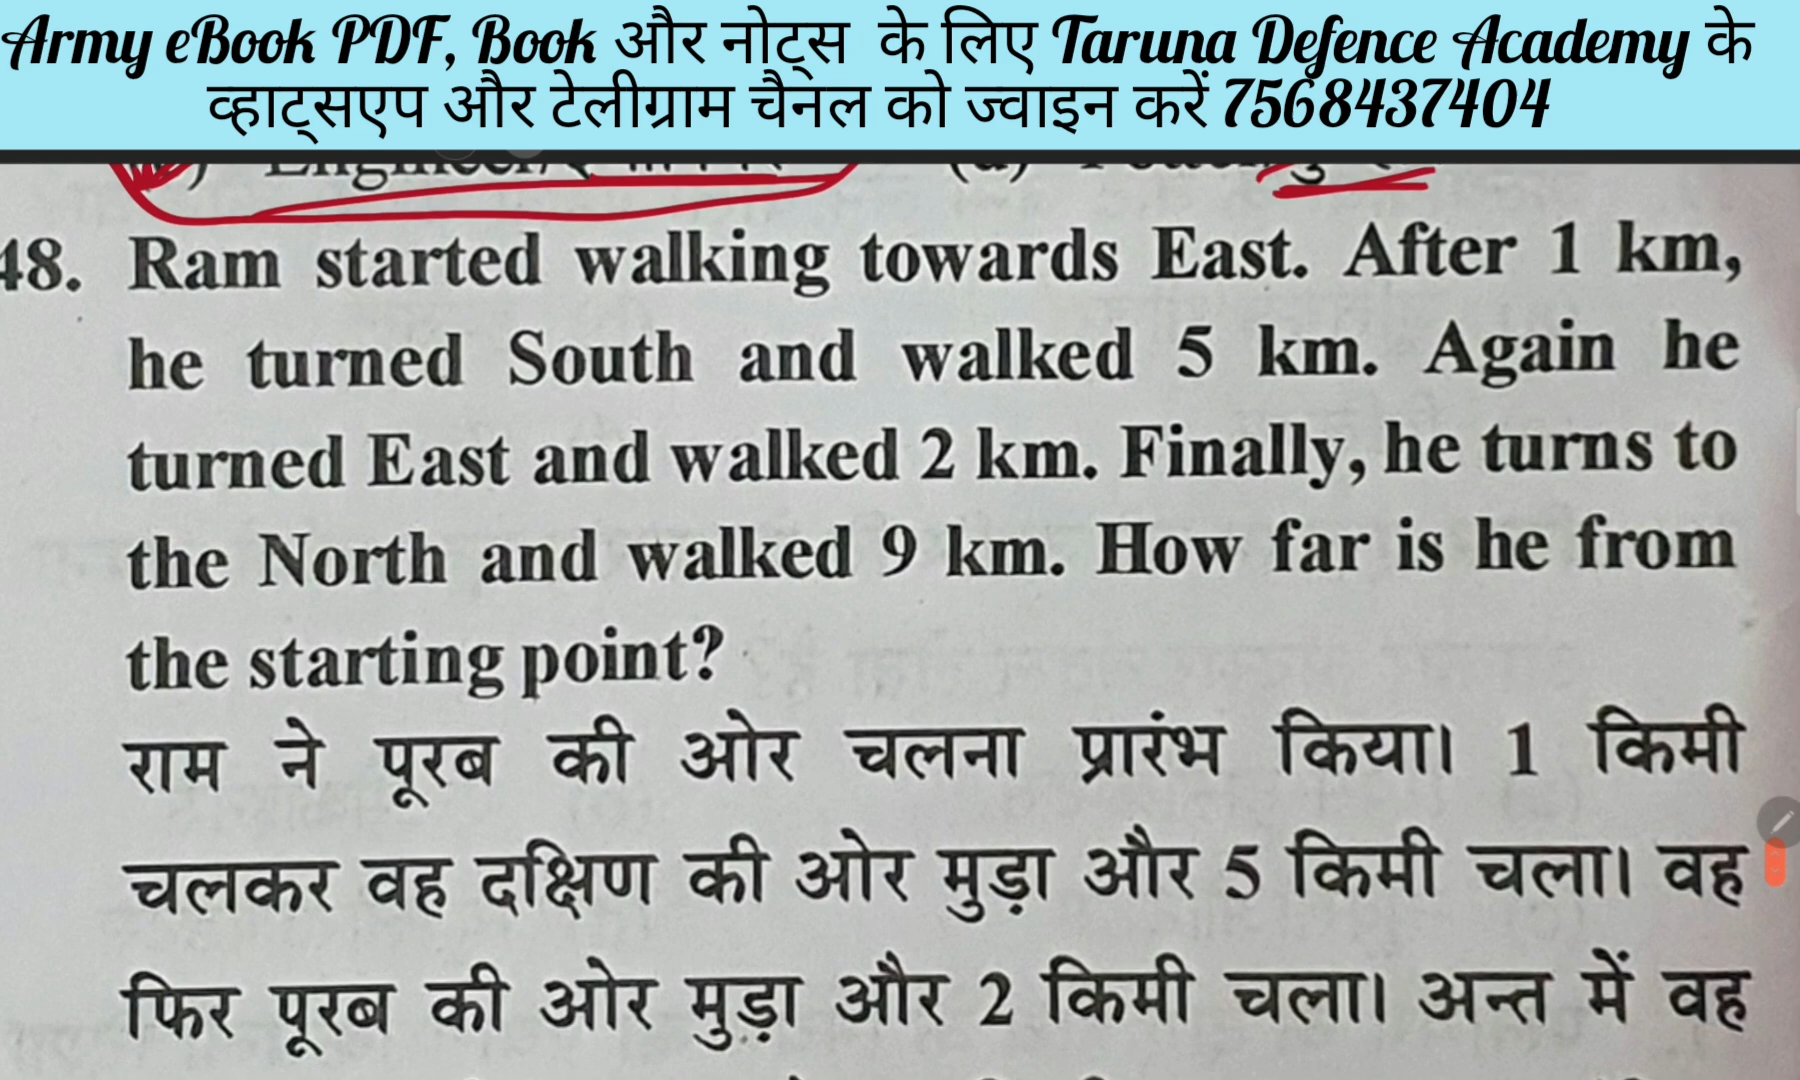 Army eBook PDF, Book और नोट्स के लिए Taruna Defence Academy के
व्हाट्सएप और टेलीग्राम चैनल को ज्वाइन करें 7568437404
48. Ram started walking towards East. After 1 km,
he turned South and walked 5 km. Again he
turned East and walked 2 km. Finally, he turns to
the North and walked 9 km. How far is he from
the starting point?
राम ने पूरब की ओर चलना प्रारंभ किया। 1 किमी
चलकर वह दक्षिण की ओर मुड़ा और 5 किमी चला। वह
फिर पूरब की ओर मुड़ा और 2 किमी चला। अन्त में वह